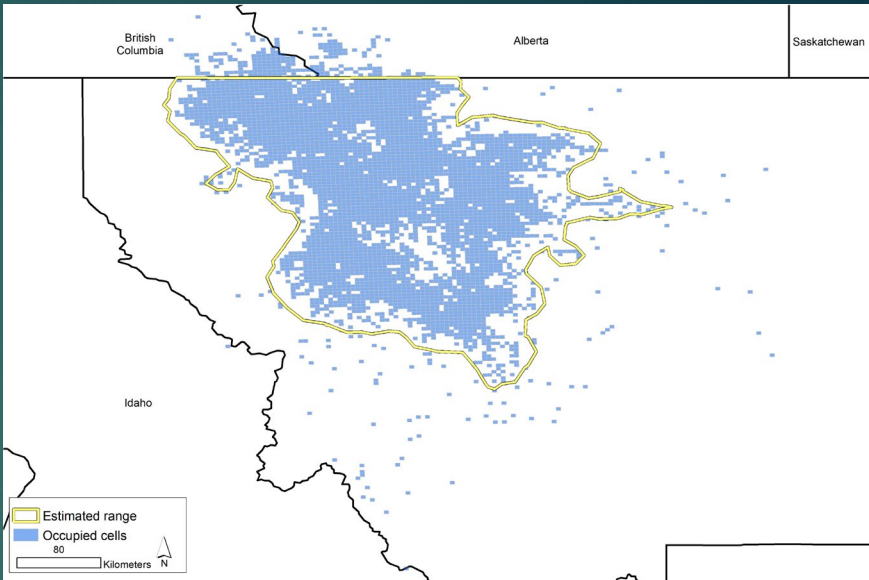 British
Columbia
Alberta
Saskatchewan
Idaho
Estimated range
Occupied cells
80
Kilometers
N